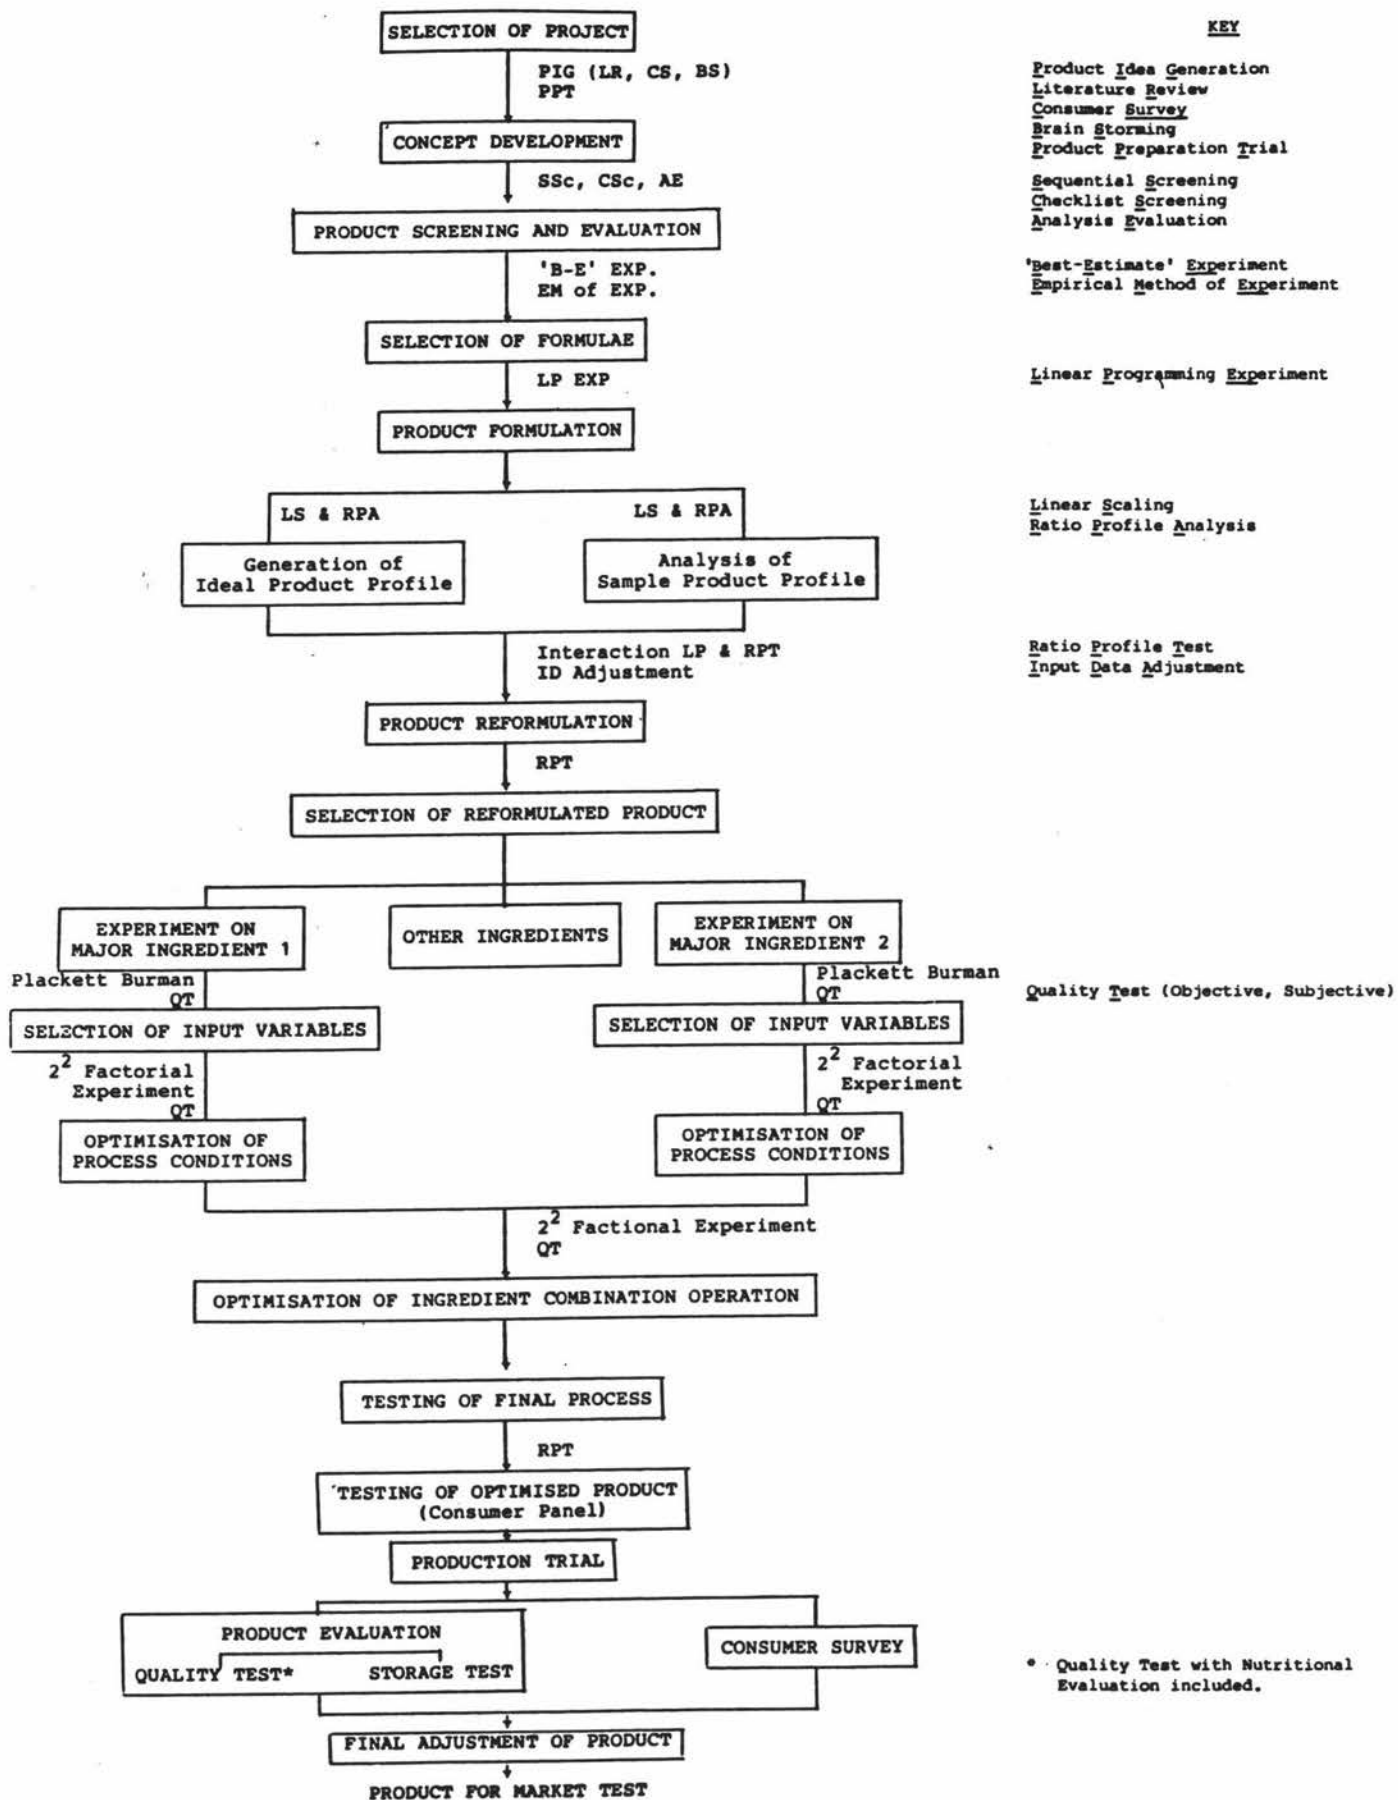 SELECTION OF PROJECT
PIG (LR, CS, BS)
PPT
CONCEPT DEVELOPMENT
SSc, CSc, AE
PRODUCT SCREENING AND EVALUATION
'B-E' EXP.
EM of EXP.
SELECTION OF FORMULAE
LP EXP
PRODUCT FORMULATION
LS & RPA
LS & RPA
Generation of
Ideal Product Profile
Analysis of
Sample Product Profile
Interaction LP & RPT
ID Adjustment
PRODUCT REFORMULATION
RPT
SELECTION OF REFORMULATED PRODUCT
EXPERIMENT ON
MAJOR INGREDIENT 1
OTHER INGREDIENTS
EXPERIMENT ON
MAJOR INGREDIENT 2
Plackett Burman
QT
Plackett Burman
QT
SELECTION OF INPUT VARIABLES
SELECTION OF INPUT VARIABLES
2² Factorial
Experiment
QT
2² Factorial
Experiment
QT
OPTIMISATION OF
PROCESS CONDITIONS
OPTIMISATION OF
PROCESS CONDITIONS
2² Factional Experiment
QT
OPTIMISATION OF INGREDIENT COMBINATION OPERATION
TESTING OF FINAL PROCESS
RPT
TESTING OF OPTIMISED PRODUCT
(Consumer Panel)
PRODUCTION TRIAL
PRODUCT EVALUATION
QUALITY TEST* STORAGE TEST
CONSUMER SURVEY
FINAL ADJUSTMENT OF PRODUCT
PRODUCT FOR MARKET TEST
KEY
Product Idea Generation
Literature Review
Consumer Survey
Brain Storming
Product Preparation Trial
Sequential Screening
Checklist Screening
Analysis Evaluation
'Best-Estimate' Experiment
Empirical Method of Experiment
Linear Programming Experiment
Linear Scaling
Ratio Profile Analysis
Ratio Profile Test
Input Data Adjustment
Quality Test (Objective, Subjective)
* Quality Test with Nutritional
Evaluation included.